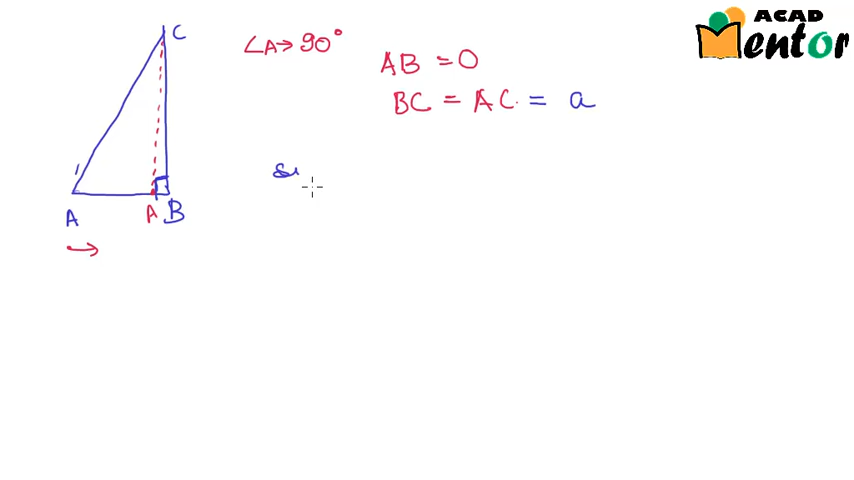 C
∠A→90°
ACAD
mentor
AB = 0
BC = AC = a
A
A
B